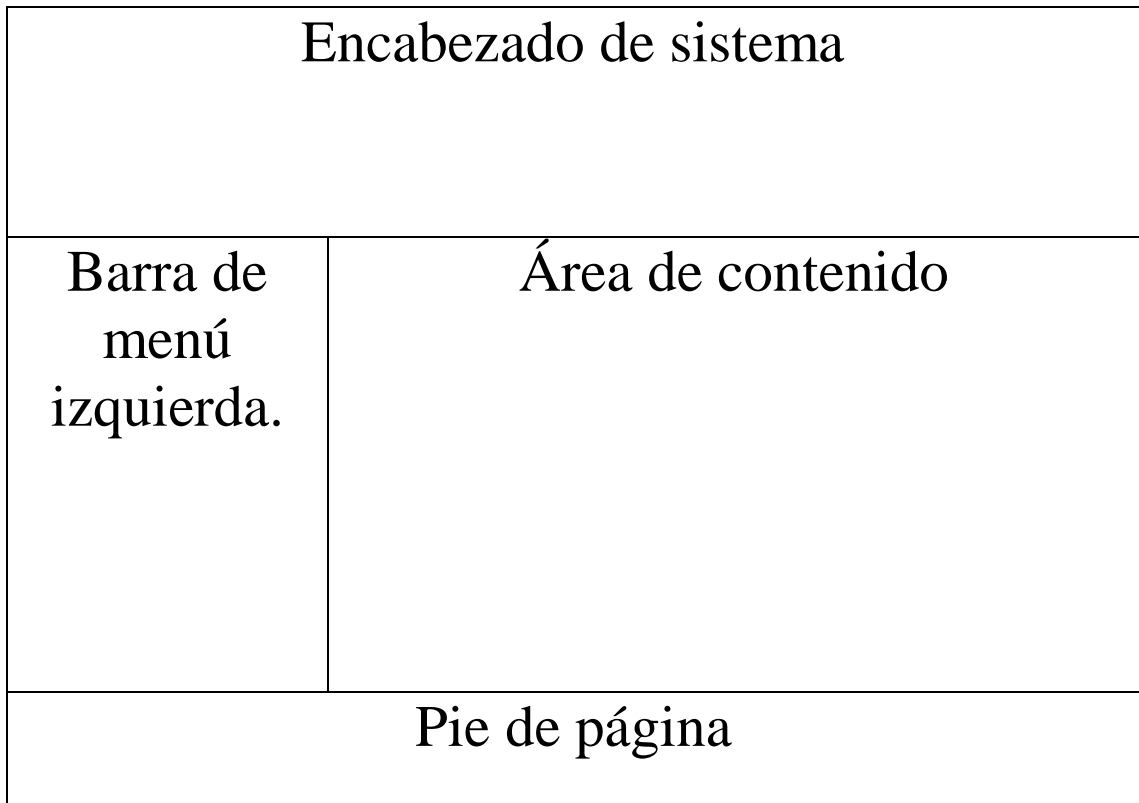 Encabezado de sistema
Barra de
menú
izquierda.
Área de contenido
Pie de página